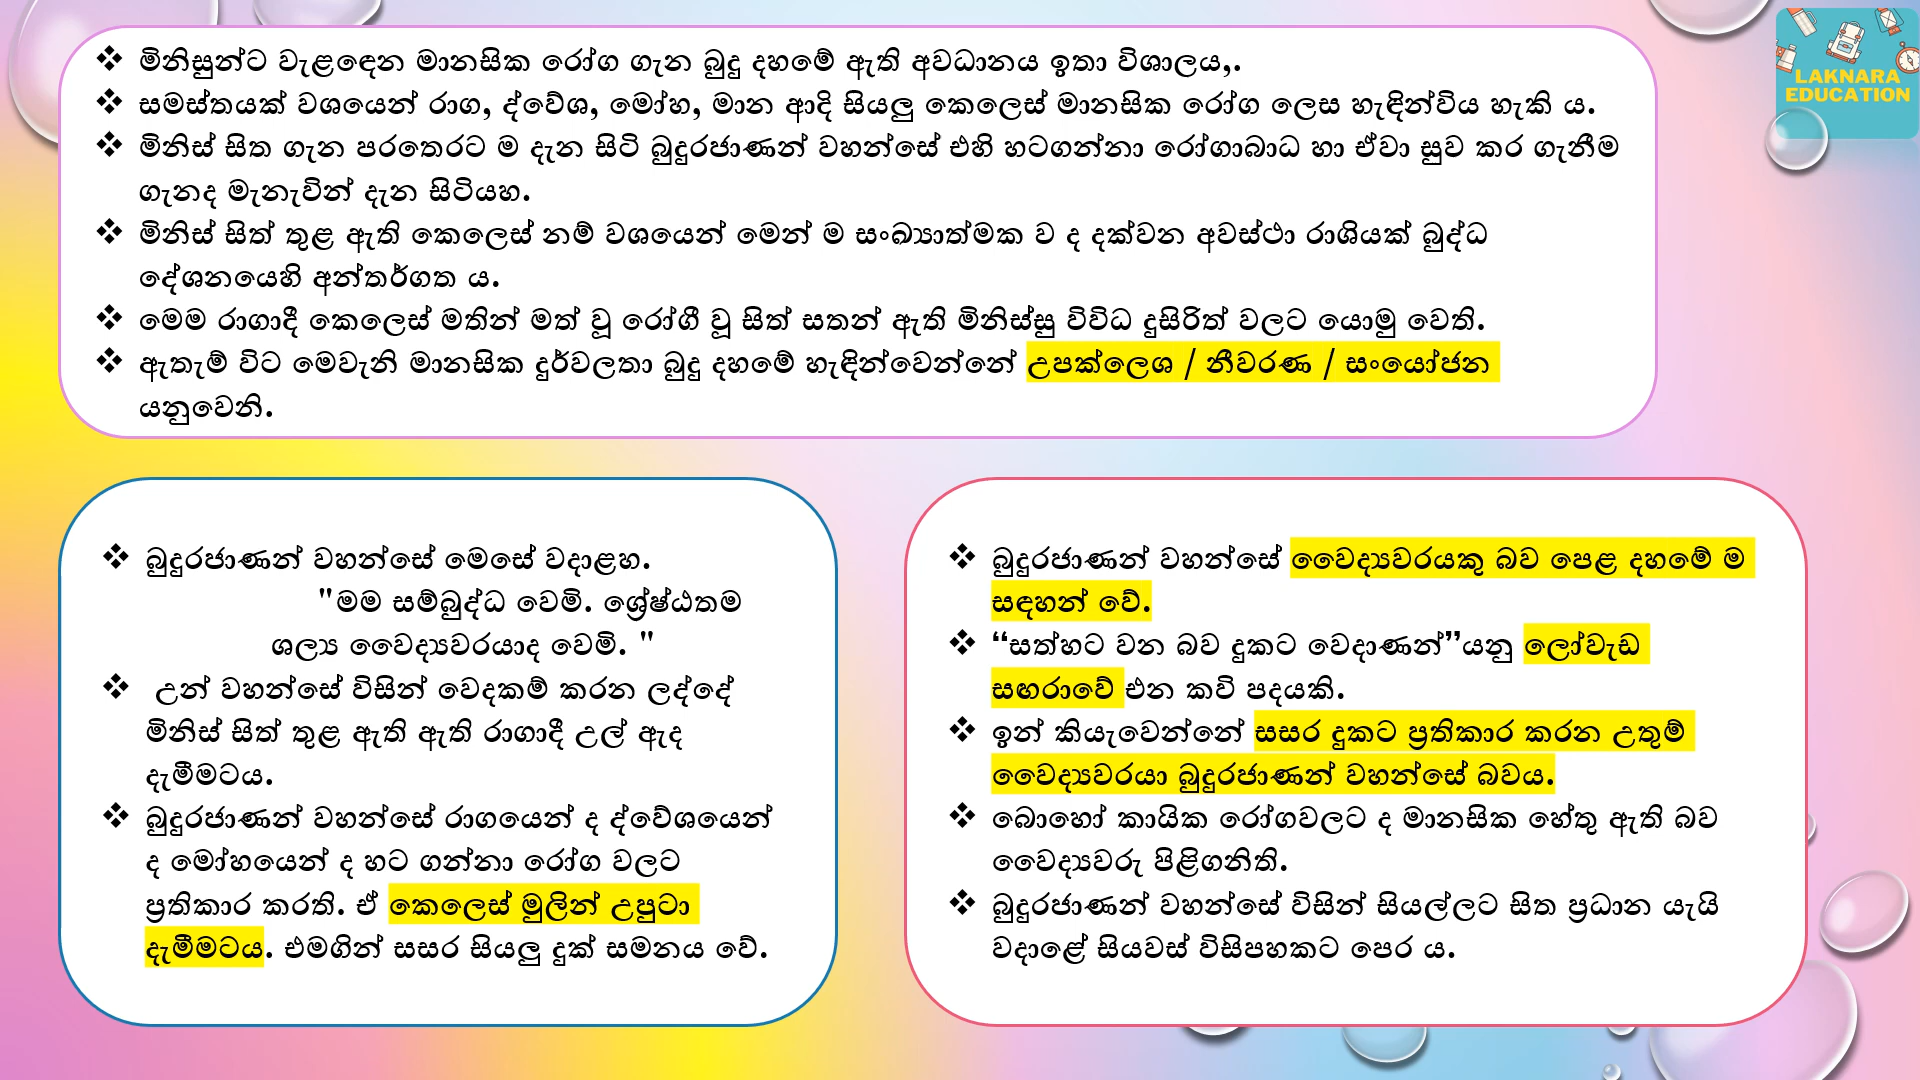 ❖ මිනිසුන්ට වැළඳෙන මානසික රෝග ගැන බුදු දහමේ ඇති අවධානය ඉතා විශාලය,.
❖ සමස්තයක් වශයෙන් රාග, ද්වේශ, මෝහ, මාන ආදි සියලු කෙලෙස් මානසික රෝග ලෙස හැඳින්විය හැකි ය.
❖ මිනිස් සිත ගැන පරතෙරට ම දැන සිටි බුදුරජාණන් වහන්සේ එහි හටගන්නා රෝගාබාධ හා ඒවා සුව කර ගැනීම
ගැනද මැනැවින් දැන සිටියහ.
❖ මිනිස් සිත් තුළ ඇති කෙලෙස් නම් වශයෙන් මෙන් ම සංඛ්‍යාත්මක ව ද දක්වන අවස්ථා රාශියක් බුද්ධ
දේශනයෙහි අන්තර්ගත ය.
❖ මෙම රාගාදී කෙලෙස් මතින් මත් වූ රෝගී වූ සිත් සතන් ඇති මිනිස්සු විවිධ දුසිරිත් වලට යොමු වෙති.
❖ ඇතැම් විට මෙවැනි මානසික දුර්වලතා බුදු දහමේ හැඳින්වෙන්නේ උපක්ලෙශ / නීවරණ / සංයෝජන
යනුවෙනි.
LAKNARA
EDUCATION
❖ බුදුරජාණන් වහන්සේ මෙසේ වදාළහ.
"මම සම්බුද්ධ වෙමි. ශ්‍රේෂ්ඨතම
ශල්‍ය වෛද්‍යවරයාද වෙමි. "
❖ උන් වහන්සේ විසින් වෙදකම් කරන ලද්දේ
මිනිස් සිත් තුළ ඇති ඇති රාගාදී උල් ඇද
දැමීමටය.
❖ බුදුරජාණන් වහන්සේ රාගයෙන් ද ද්වේශයෙන්
ද මෝහයෙන් ද හට ගන්නා රෝග වලට
ප්‍රතිකාර කරති. ඒ කෙලෙස් මුලින් උපුටා
දැමීමටය. එමගින් සසර සියලු දුක් සමනය වේ.
❖ බුදුරජාණන් වහන්සේ වෛද්‍යවරයකු බව පෙළ දහමේ ම
සඳහන් වේ.
❖ “සත්හට වන බව දුකට වෙදාණන්”යනු ලෝවැඩ
සඟරාවේ එන කවි පදයකි.
❖ ඉන් කියැවෙන්නේ සසර දුකට ප්‍රතිකාර කරන උතුම්
වෛද්‍යවරයා බුදුරජාණන් වහන්සේ බවය.
❖ බොහෝ කායික රෝගවලට ද මානසික හේතු ඇති බව
වෛද්‍යවරු පිළිගනිති.
❖ බුදුරජාණන් වහන්සේ විසින් සියල්ලට සිත ප්‍රධාන යැයි
වදාළේ සියවස් විසිපහකට පෙර ය.